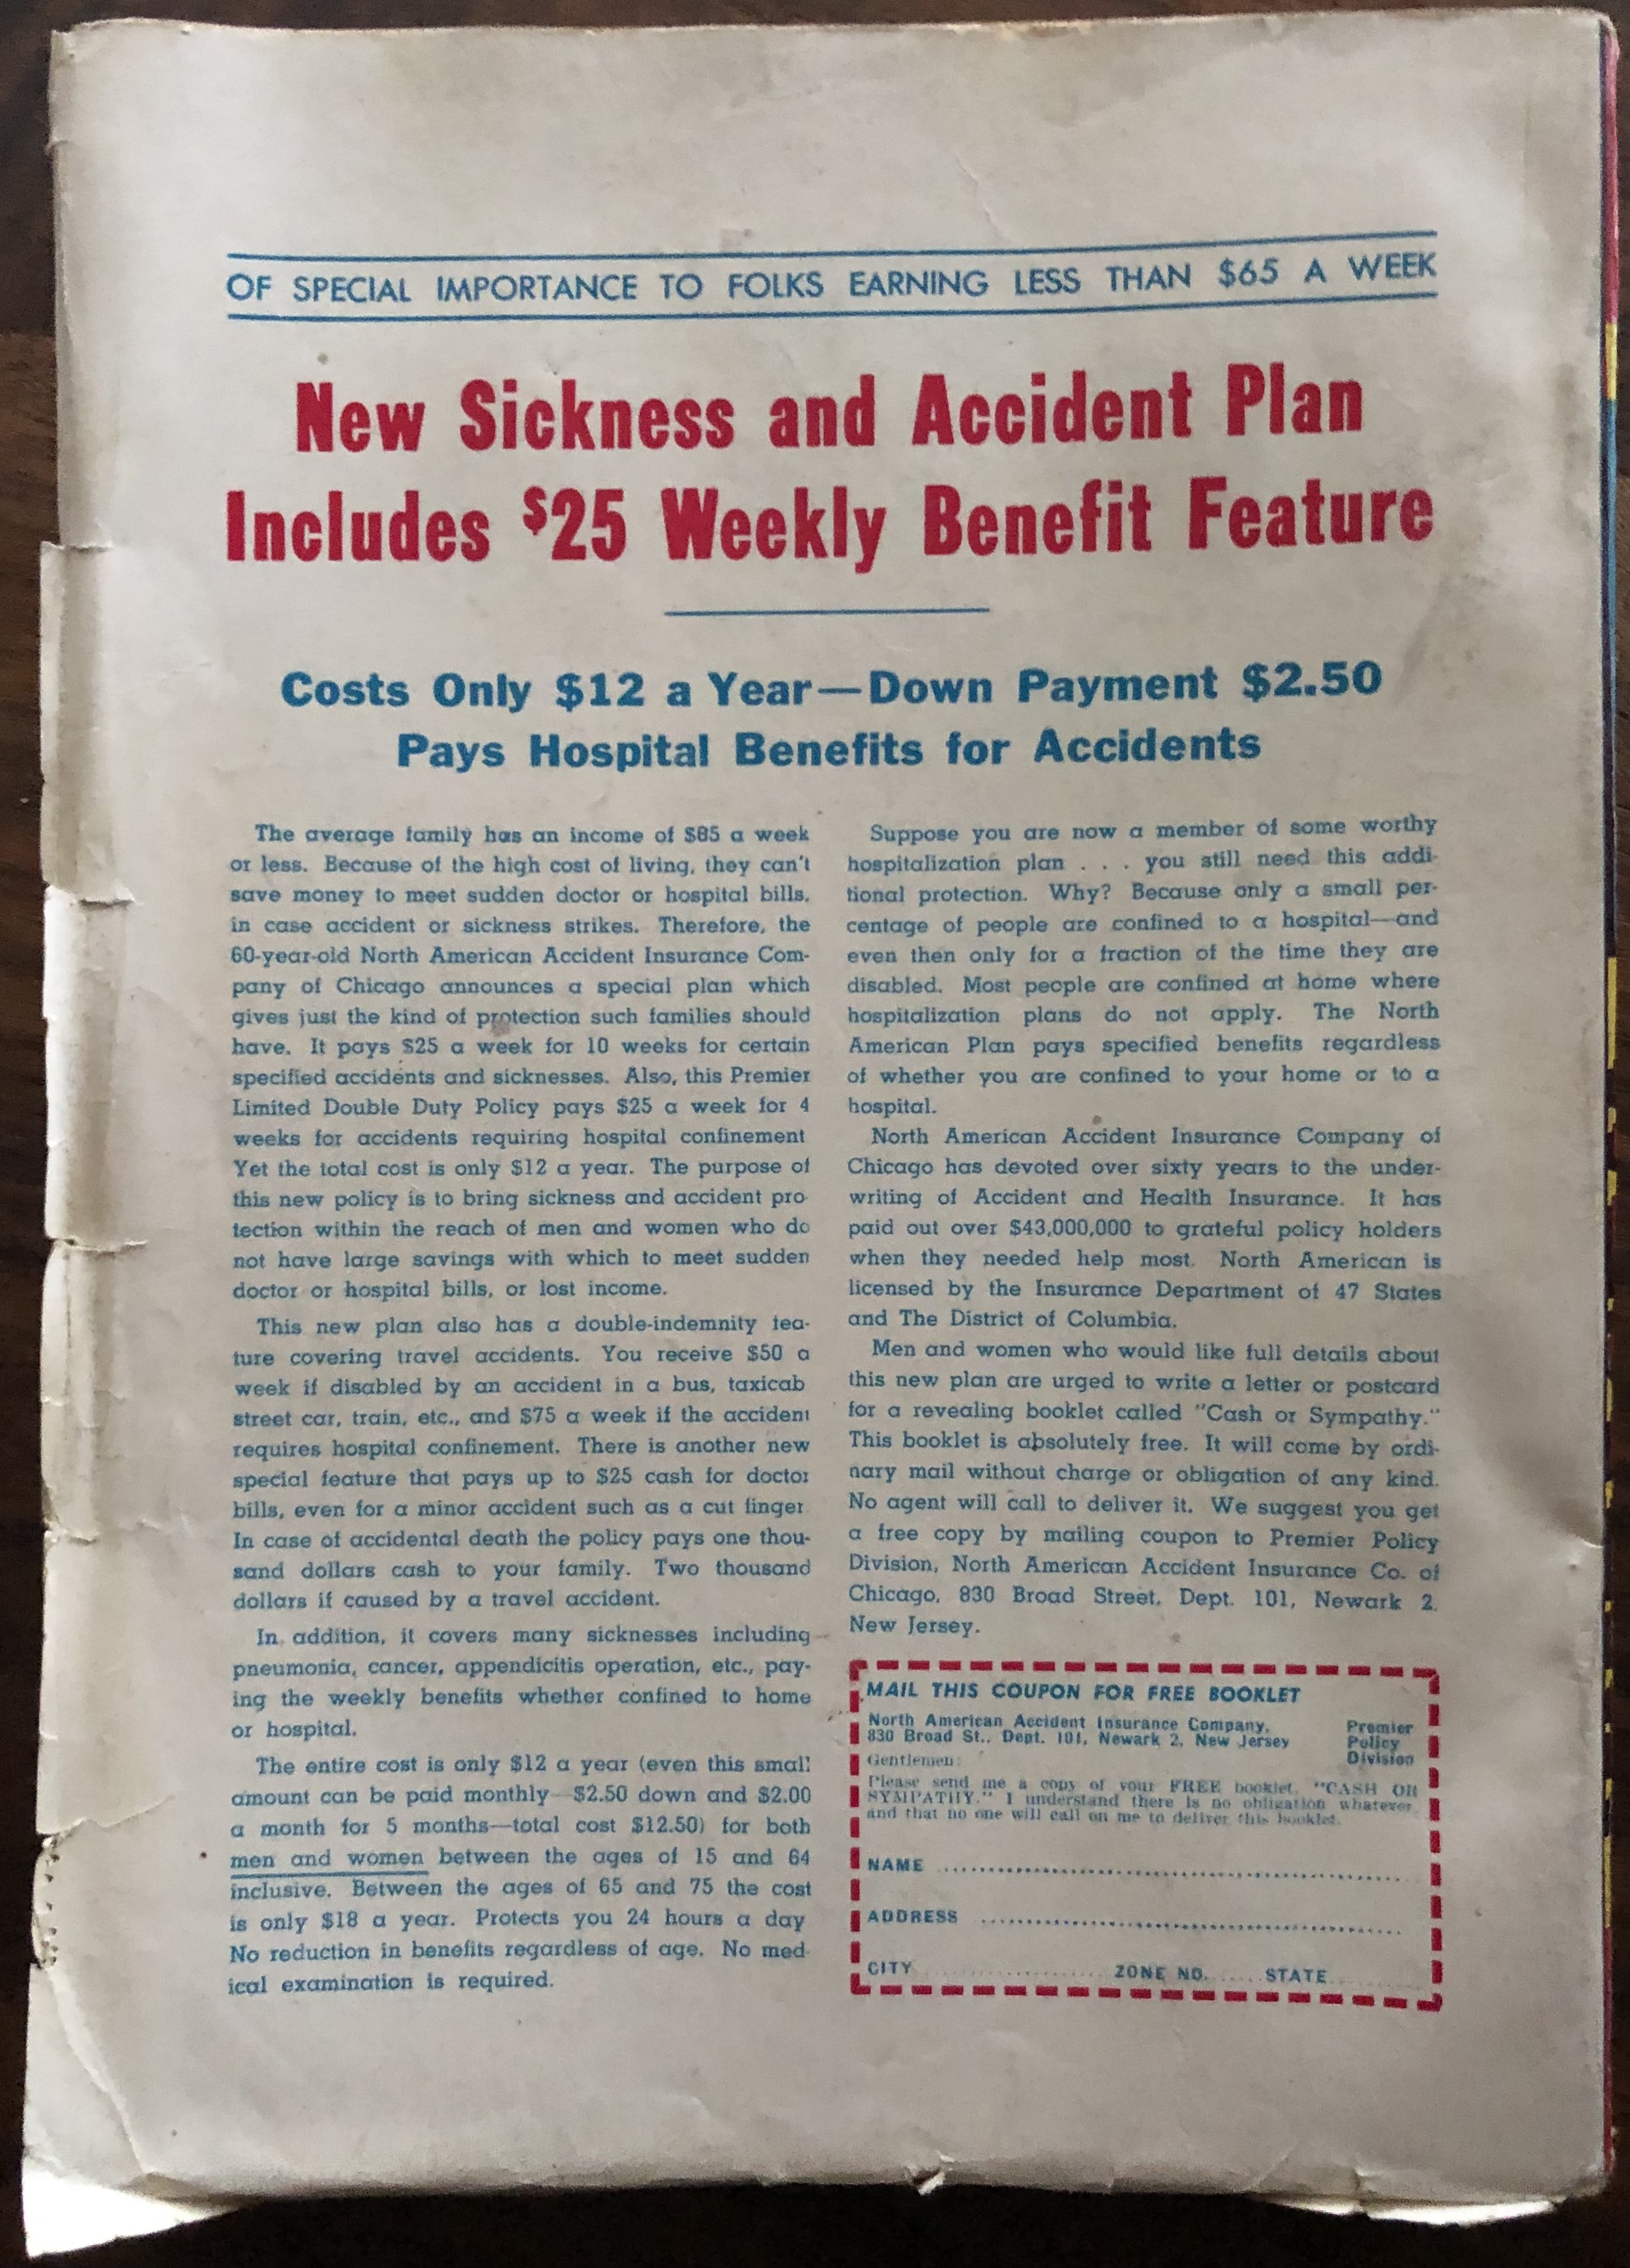 OF SPECIAL IMPORTANCE TO FOLKS EARNING LESS THAN $65 A WEEK
New Sickness and Accident Plan
Includes $25 Weekly Benefit Feature
Costs Only $12 a Year—Down Payment $2.50
Pays Hospital Benefits for Accidents
The average family has an income of $65 a week
or less. Because of the high cost of living, they can't
save money to meet sudden doctor or hospital bills,
in case accident or sickness strikes. Therefore, the
60-year-old North American Accident Insurance Com-
pany of Chicago announces a special plan which
gives just the kind of protection such families should
have. It pays $25 a week for 10 weeks for certain
specified accidents and sicknesses. Also, this Premier
Limited Double Duty Policy pays $25 a week for 4
weeks for accidents requiring hospital confinement
Yet the total cost is only $12 a year. The purpose of
this new policy is to bring sickness and accident pro
tection within the reach of men and women who do
not have large savings with which to meet sudden
doctor or hospital bills, or lost income.
This new plan also has a double-indemnity fea-
ture covering travel accidents. You receive $50 a
week if disabled by an accident in a bus, taxicab
street car, train, etc., and $75 a week if the accident
requires hospital confinement. There is another new
special feature that pays up to $25 cash for doctor
bills, even for a minor accident such as a cut finger
In case of accidental death the policy pays one thou-
sand dollars cash to your family. Two thousand
dollars if caused by a travel accident.
In addition, it covers many sicknesses including
pneumonia, cancer, appendicitis operation, etc., pay-
ing the weekly benefits whether confined to home
or hospital.
The entire cost is only $12 a year (even this small
amount can be paid monthly—$2.50 down and $2.00
a month for 5 months—total cost $12.50) for both
men and women between the ages of 15 and 64
inclusive. Between the ages of 65 and 75 the cost
is only $18 a year. Protects you 24 hours a day
No reduction in benefits regardless of age. No med-
ical examination is required.
Suppose you are now a member of some worthy
hospitalization plan . . . you still need this addi-
tional protection. Why? Because only a small per-
centage of people are confined to a hospital—and
even then only for a fraction of the time they are
disabled. Most people are confined at home where
hospitalization plans do not apply. The North
American Plan pays specified benefits regardless
of whether you are confined to your home or to a
hospital.
North American Accident Insurance Company of
Chicago has devoted over sixty years to the under-
writing of Accident and Health Insurance. It has
paid out over $43,000,000 to grateful policy holders
when they needed help most. North American is
licensed by the Insurance Department of 47 States
and The District of Columbia.
Men and women who would like full details about
this new plan are urged to write a letter or postcard
for a revealing booklet called "Cash or Sympathy."
This booklet is absolutely free. It will come by ordi-
nary mail without charge or obligation of any kind.
No agent will call to deliver it. We suggest you get
a free copy by mailing coupon to Premier Policy
Division, North American Accident Insurance Co. of
Chicago, 830 Broad Street, Dept. 101, Newark 2,
New Jersey.
MAIL THIS COUPON FOR FREE BOOKLET
North American Accident Insurance Company,
830 Broad St., Dept. 101, Newark 2, New Jersey
Premier
Policy
Division
Gentlemen:
Please send me a copy of your FREE booklet, "CASH OR
SYMPATHY." I understand there is no obligation whatever
and that no one will call on me to deliver this booklet.
NAME
ADDRESS
CITY ZONE NO. STATE